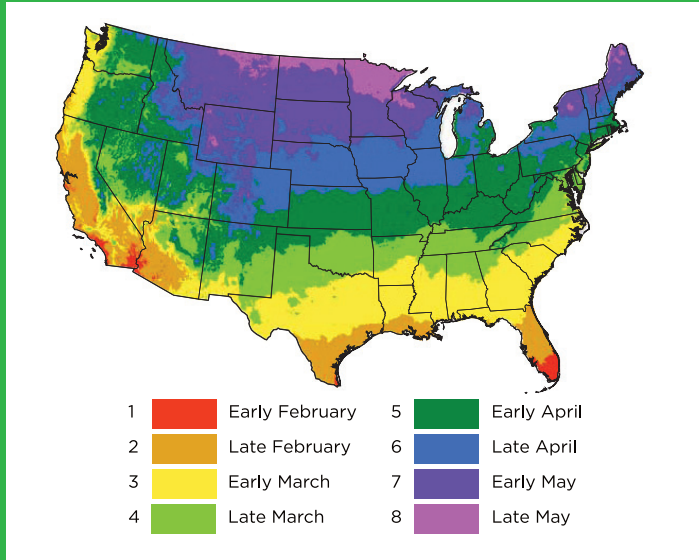 1 Early February 5 Early April
2 Late February 6 Late April
3 Early March 7 Early May
4 Late March 8 Late May